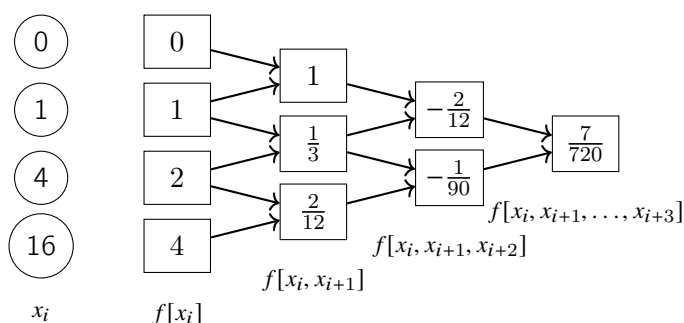 0 0
1
1 1 −2/12
1/3 7/720
4 2 −1/90
2/12 f[x_i, x_{i+1}, …, x_{i+3}]
16 4 f[x_i, x_{i+1}, x_{i+2}]
f[x_i, x_{i+1}]
x_i f[x_i]